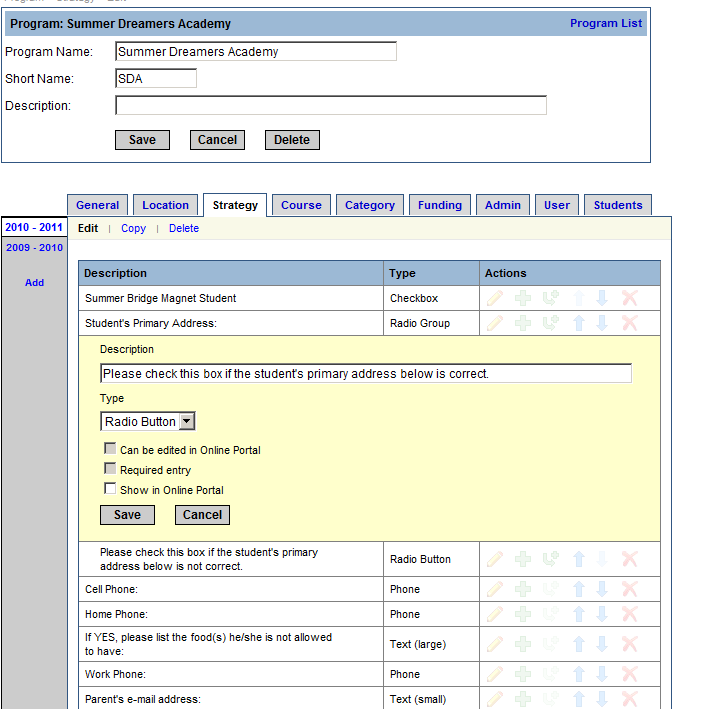 Program: Summer Dreamers Academy Program List
Program Name: Summer Dreamers Academy
Short Name: SDA
Description:
Save Cancel Delete
General Location Strategy Course Category Funding Admin User Students
2010 - 2011 Edit | Copy | Delete
2009 - 2010
Add
Description Type Actions
Summer Bridge Magnet Student Checkbox
Student's Primary Address: Radio Group
Description
Please check this box if the student's primary address below is correct.
Type
Radio Button
Can be edited in Online Portal
Required entry
Show in Online Portal
Save Cancel
Please check this box if the student's primary
address below is not correct. Radio Button
Cell Phone: Phone
Home Phone: Phone
If YES, please list the food(s) he/she is not allowed
to have: Text (large)
Work Phone: Phone
Parent's e-mail address: Text (small)